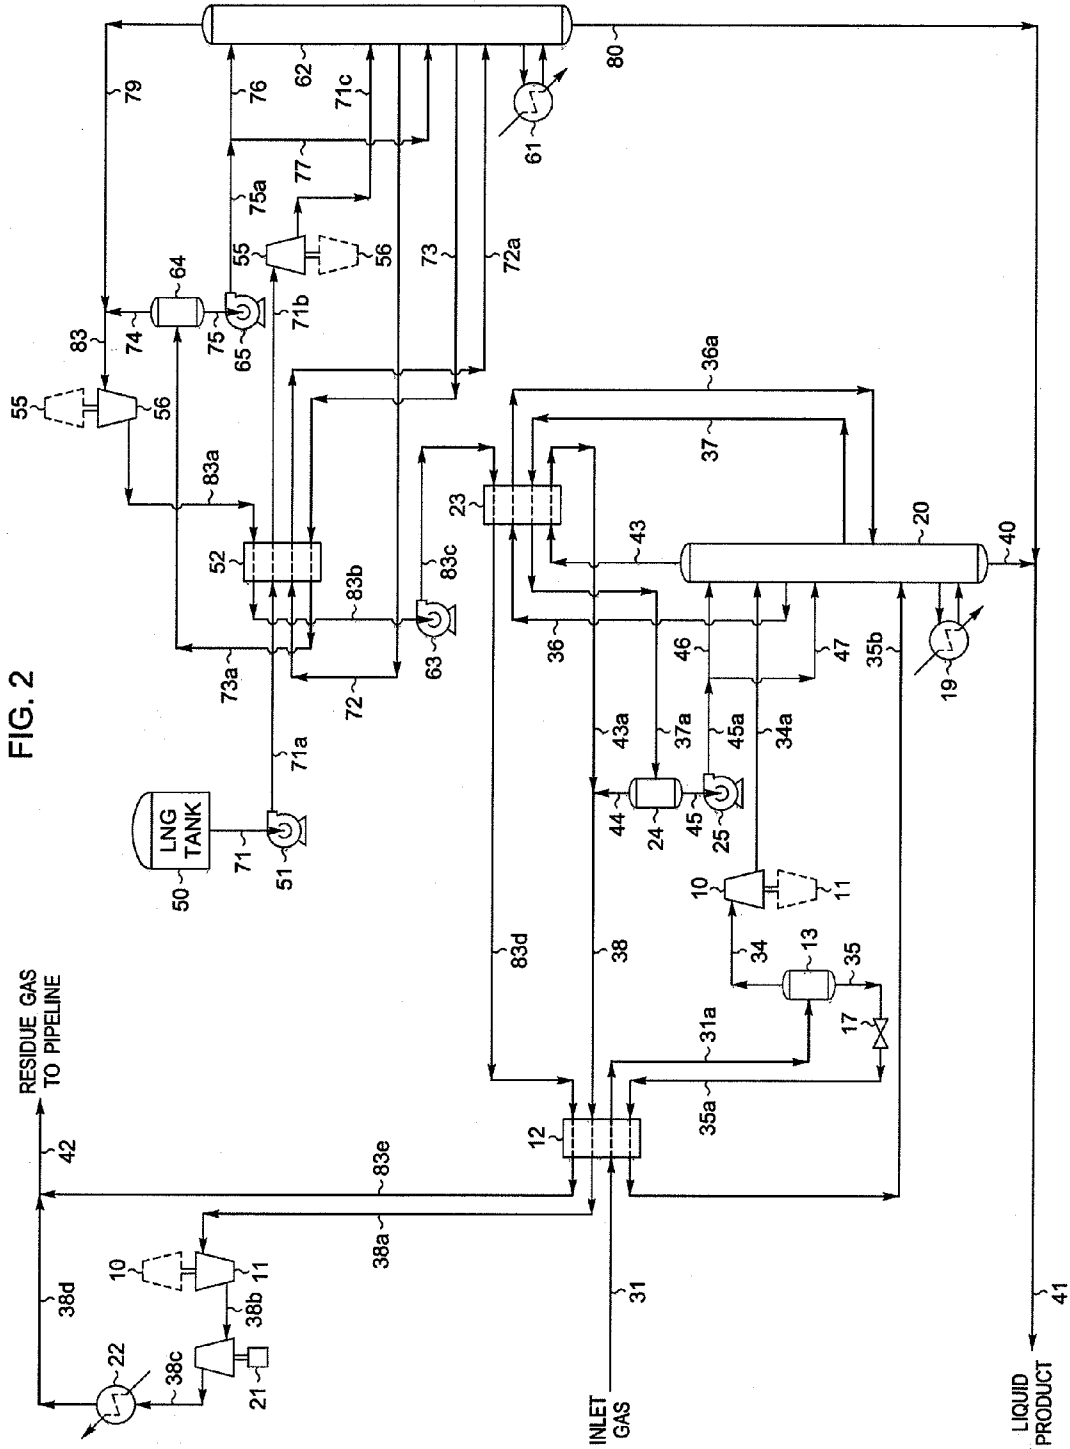 FIG. 2
79
83
74
64
75
65
75a
76
77
62
71c
71b
55
56
73
72a
80
61
55
56
83a
52
83b
73a
72
63
83c
71a
LNG
TANK
50
71
51
23
36a
37
43
20
40
36
46
47
35b
19
43a
37a
45a
34a
44
24
45
25
10
11
83d
38
34
13
35
17
31a
35a
12
RESIDUE GAS
TO PIPELINE
42
83e
38a
38d
10
11
38b
22
38c
21
31
INLET
GAS
41
LIQUID
PRODUCT